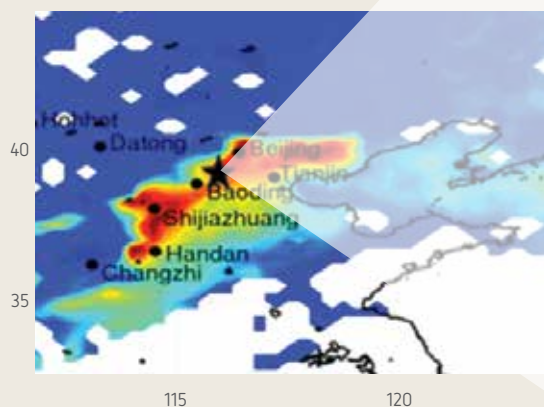 Hohhot
40
Datong
Beijing
Tianjin
Baoding
Shijiazhuang
Handan
Changzhi
35
115
120